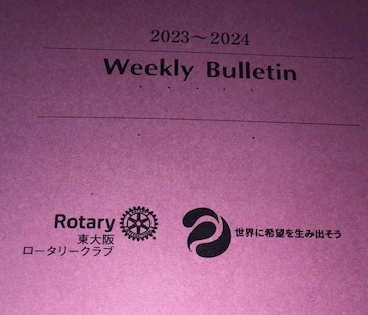 2023～2024
Weekly Bulletin
Rotary
東大阪
ロータリークラブ
世界に希望を生み出そう